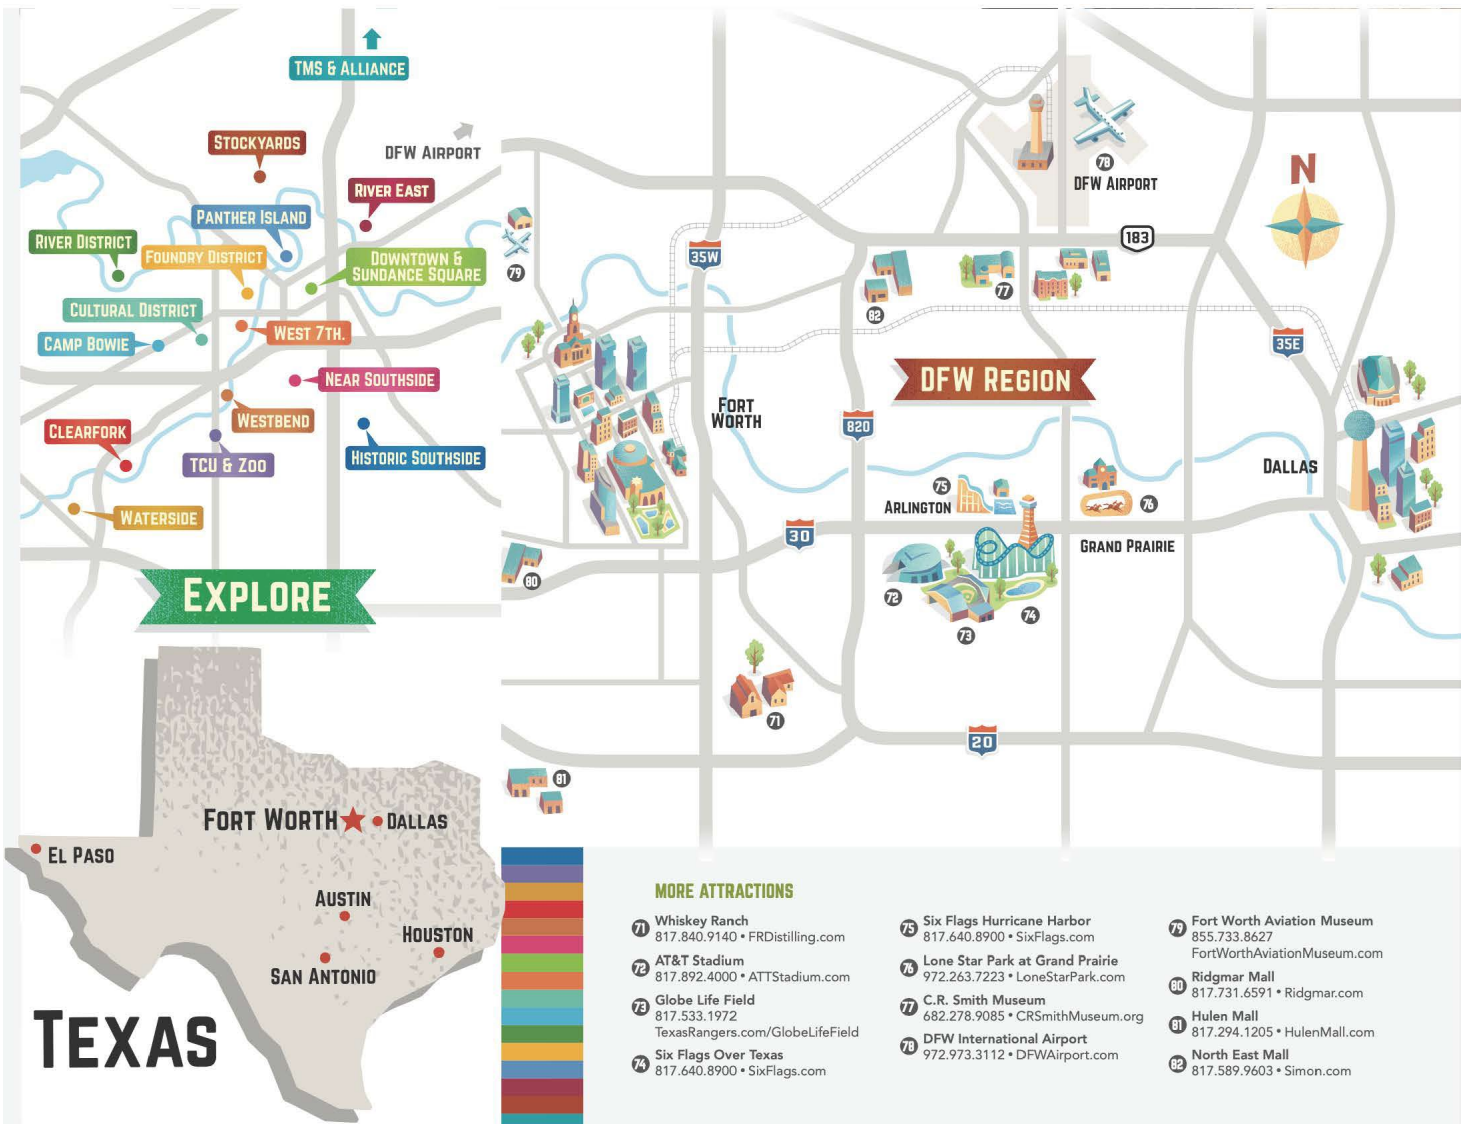 TMS & ALLIANCE
STOCKYARDS
DFW AIRPORT
RIVER EAST
PANTHER ISLAND
RIVER DISTRICT
FOUNDRY DISTRICT
DOWNTOWN &
SUNDANCE SQUARE
CULTURAL DISTRICT
WEST 7TH.
CAMP BOWIE
NEAR SOUTHSIDE
WESTBEND
CLEARFORK
TCU & ZOO
HISTORIC SOUTHSIDE
WATERSIDE
EXPLORE
FORT WORTH
DALLAS
EL PASO
AUSTIN
HOUSTON
SAN ANTONIO
TEXAS
N
78
DFW AIRPORT
183
35W
79
77
82
35E
DFW REGION
FORT
WORTH
820
DALLAS
75
ARLINGTON
76
30
GRAND PRAIRIE
80
72
74
73
71
20
81
MORE ATTRACTIONS
71 Whiskey Ranch
817.840.9140 • FRDistilling.com
72 AT&T Stadium
817.892.4000 • ATTStadium.com
73 Globe Life Field
817.533.1972
TexasRangers.com/GlobeLifeField
74 Six Flags Over Texas
817.640.8900 • SixFlags.com
75 Six Flags Hurricane Harbor
817.640.8900 • SixFlags.com
76 Lone Star Park at Grand Prairie
972.263.7223 • LoneStarPark.com
77 C.R. Smith Museum
682.278.9085 • CRSmithMuseum.org
78 DFW International Airport
972.973.3112 • DFWAirport.com
79 Fort Worth Aviation Museum
855.733.8627
FortWorthAviationMuseum.com
80 Ridgmar Mall
817.731.6591 • Ridgmar.com
81 Hulen Mall
817.294.1205 • HulenMall.com
82 North East Mall
817.589.9603 • Simon.com